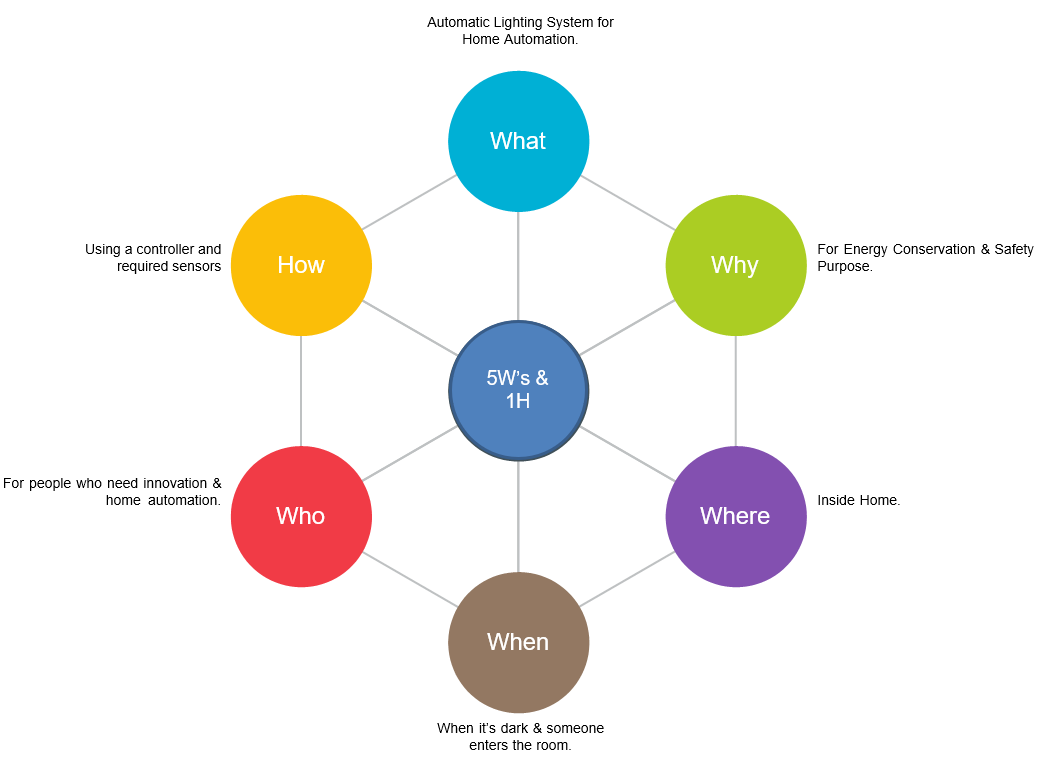 Automatic Lighting System for
Home Automation.
What
How
Using a controller and
required sensors
Why
For Energy Conservation & Safety
Purpose.
5W’s &
1H
Who
For people who need innovation &
home automation.
Where
Inside Home.
When
When it’s dark & someone
enters the room.